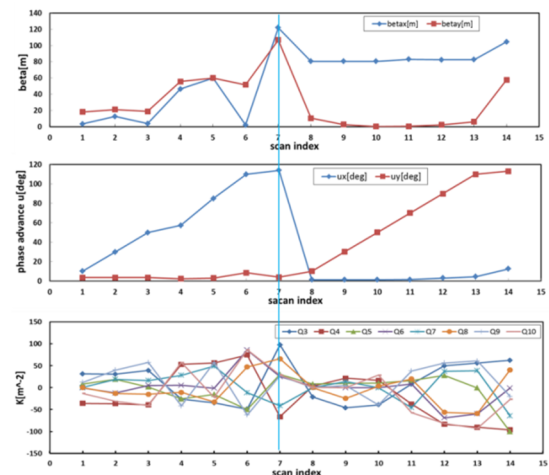 140
120
100
80
60
40
20
0
beta[m]
betax[m] betay[m]
0 1 2 3 4 5 6 7 8 9 10 11 12 13 14 15
scan index
120
100
80
60
40
20
0
phase advance u[deg]
ux[deg] uy[deg]
0 1 2 3 4 5 6 7 8 9 10 11 12 13 14 15
sacan index
150
100
50
0
-50
-100
-150
K[m^-2]
Q3 Q4 Q5 Q6 Q7 Q8 Q9 Q10
0 1 2 3 4 5 6 7 8 9 10 11 12 13 14 15
scan index